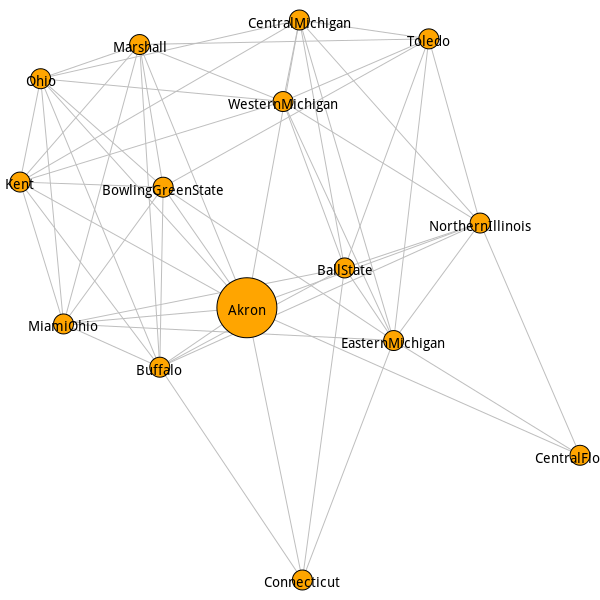 CentralMichigan
Toledo
Marshall
Ohio
WesternMichigan
Kent
BowlingGreenState
NorthernIllinois
BallState
Akron
MiamiOhio
EasternMichigan
Buffalo
CentralFlo
Connecticut